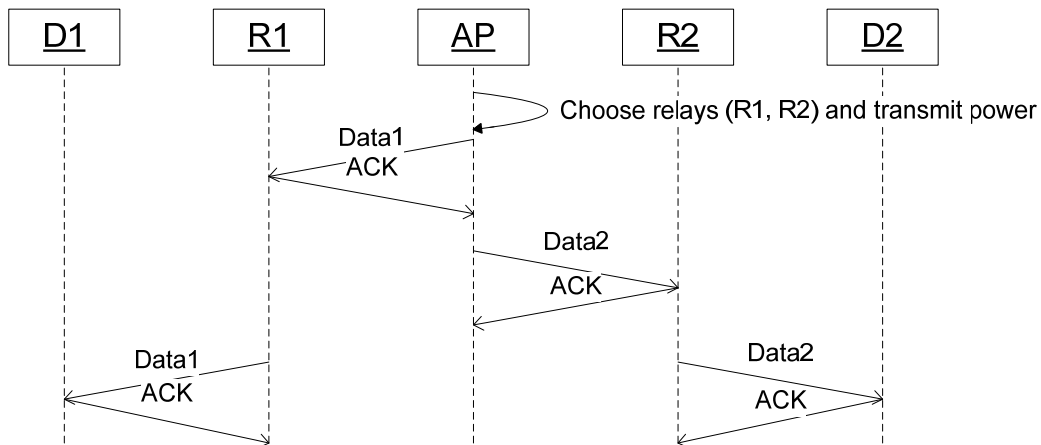 D1 R1 AP R2 D2
Choose relays (R1, R2) and transmit power
Data1
ACK
Data2
ACK
Data1
ACK
Data2
ACK